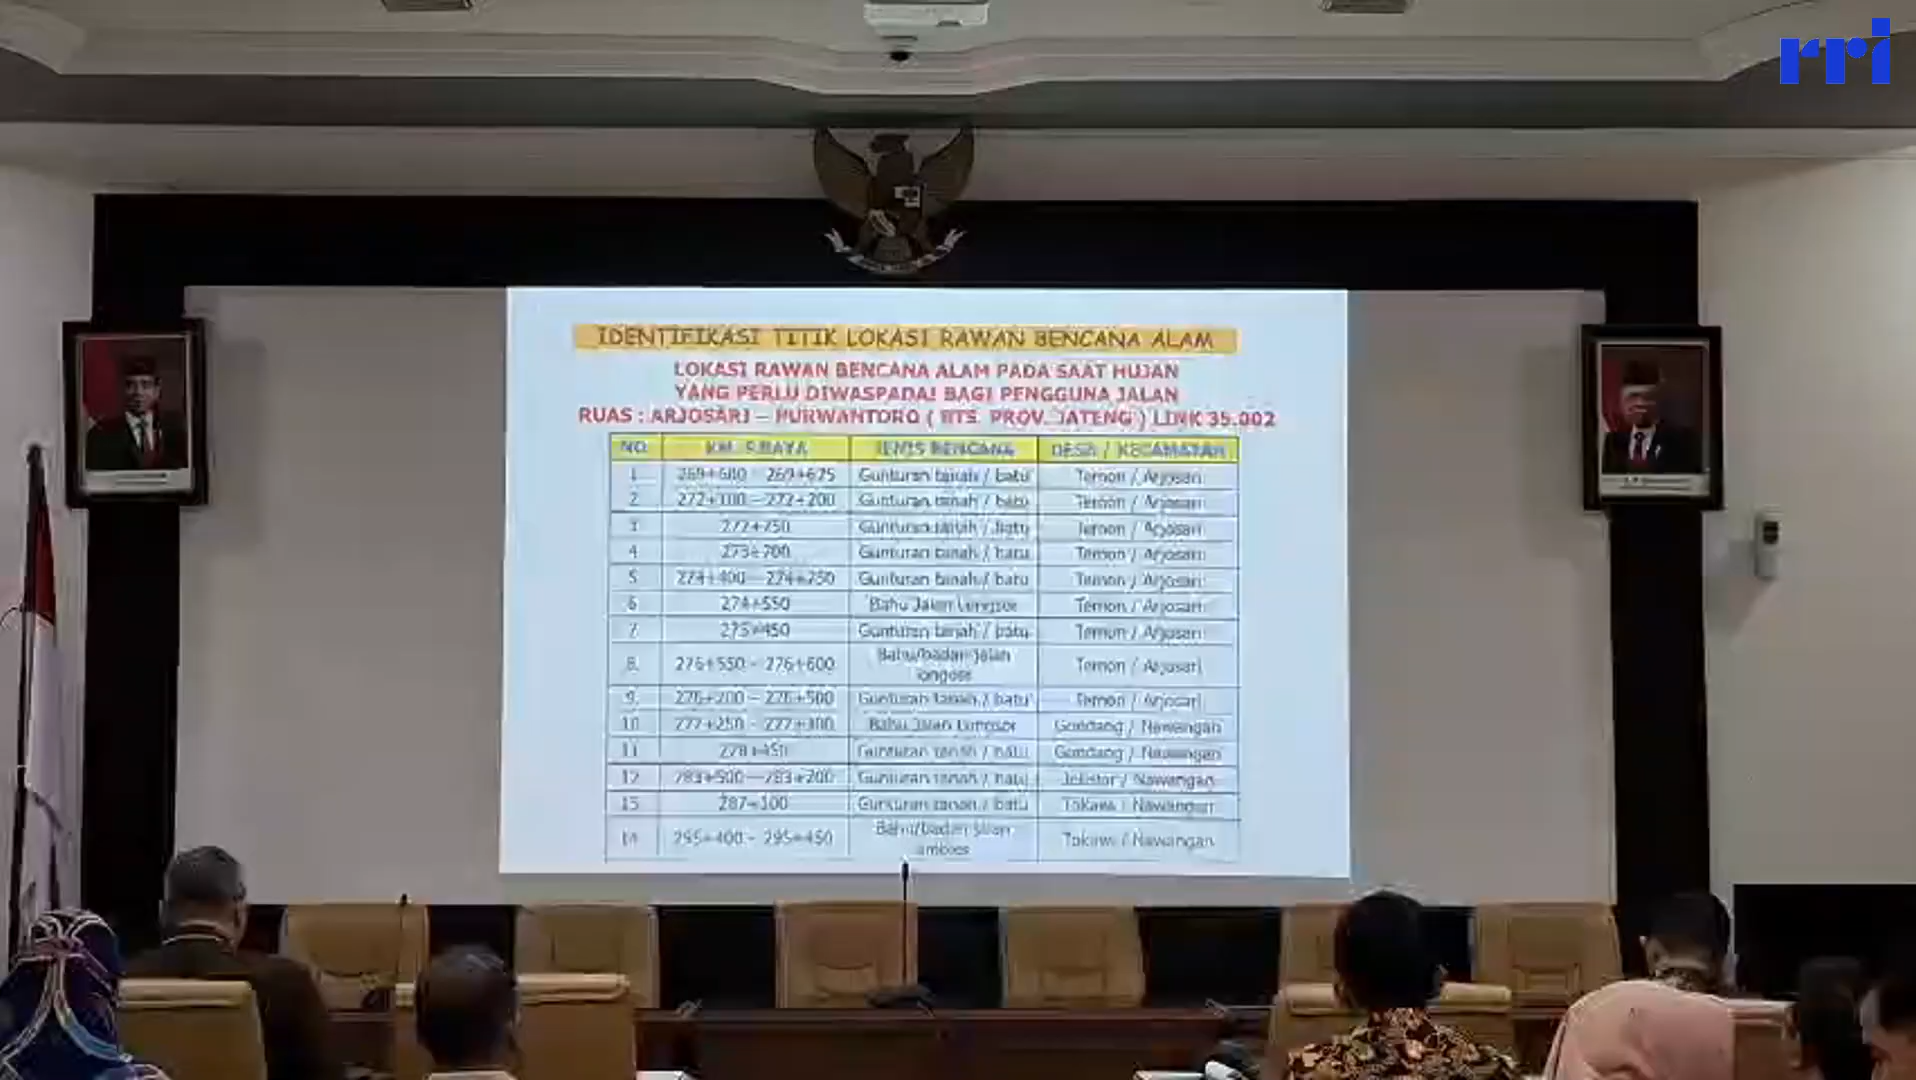 rri
IDENTIFIKASI TITIK LOKASI RAWAN BENCANA ALAM
LOKASI RAWAN BENCANA ALAM PADA SAAT HUJAN
YANG PERLU DIWASPADAI BAGI PENGGUNA JALAN
RUAS : ARJOSARI – PURWANTORO ( BTS. PROV. JATENG ) LINK 35.002
NO KM. S.BAYA JENIS BENCANA DESA / KECAMATAN
1. 269+600 - 269+675 Gunturan tanah / batu Temon / Arjosari
2. 272+100 – 272+200 Gunturan tanah / batu Temon / Arjosari
3 272+750 Gunturan tanah / batu Temon / Arjosari
4 273+700 Gunturan tanah / batu Temon / Arjosari
5 Gunturan tanah / batu Temon / Arjosari
6 274+550 Bahu Jalan Longsor Temon / Arjosari
7 275+450 Gunturan tanah / batu Temon / Arjosari
8. 276+550 - 276+600 Bahu/badan jalan
longsor Temon / Arjosari
9. 276+200 – 276+500 Gunturan tanah / batu Temon / Arjosari
10 277+250 - 277+300 Bahu Jalan Longsor Gondang / Nawangan
11 278+450 Gunturan tanah / batu Gondang / Nawangan
12 Gunturan tanah / batu / Nawangan
13 287+100 Gunturan tanah / batu Tokawi / Nawangan
14 295+400 - 295+450 Bahu/badan jalan
ambles Tokawi / Nawangan